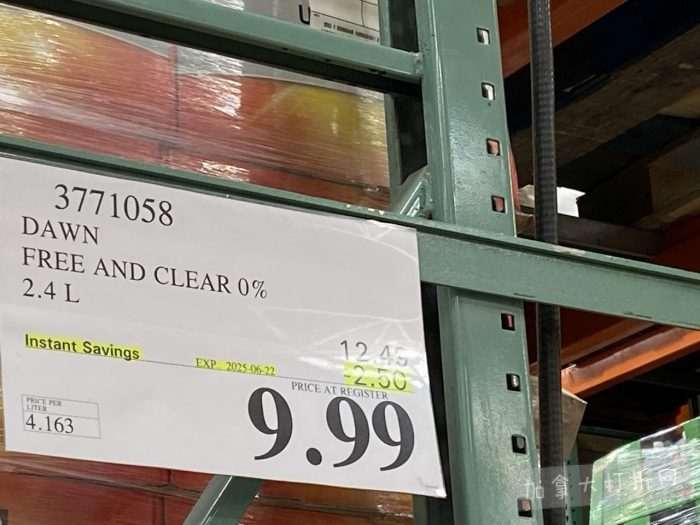 3771058
DAWN
FREE AND CLEAR 0%
2.4 L
Instant Savings
EXP. 2025-06-22
12.49
-2.50
PRICE AT REGISTER
9.99
PRICE PER
LITER
4.163
加拿大打折网